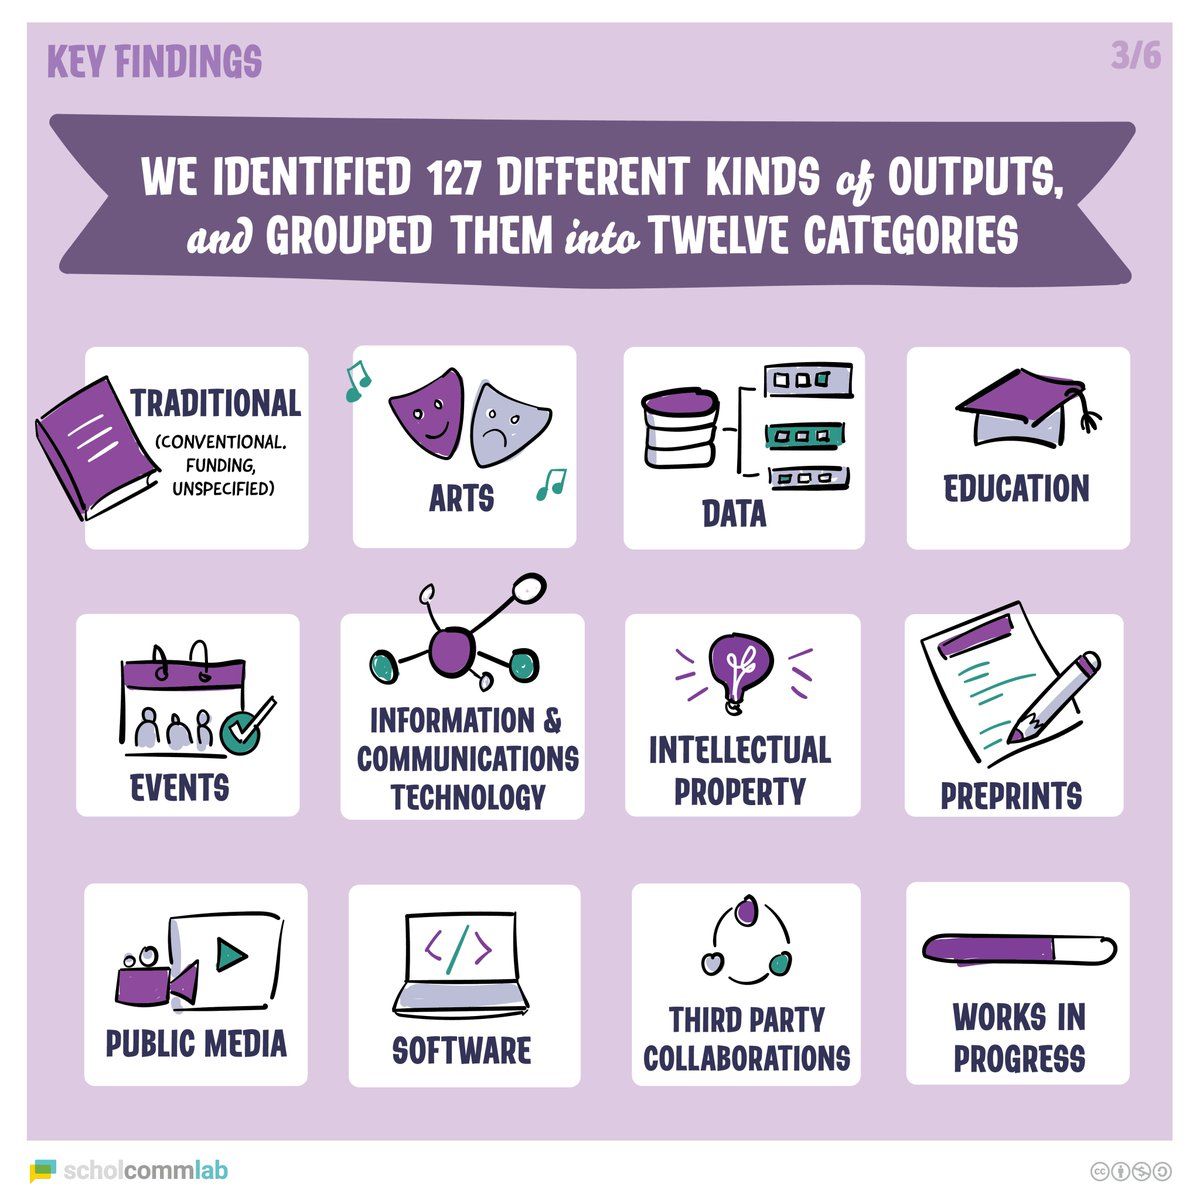 KEY FINDINGS
3/6
WE IDENTIFIED 127 DIFFERENT KINDS of OUTPUTS,
and GROUPED THEM into TWELVE CATEGORIES
TRADITIONAL
(CONVENTIONAL.
FUNDING,
UNSPECIFIED)
ARTS
DATA
EDUCATION
EVENTS
INFORMATION &
COMMUNICATIONS
TECHNOLOGY
INTELLECTUAL
PROPERTY
PREPRINTS
PUBLIC MEDIA
</>
SOFTWARE
THIRD PARTY
COLLABORATIONS
WORKS IN
PROGRESS
scholcommlab
cc